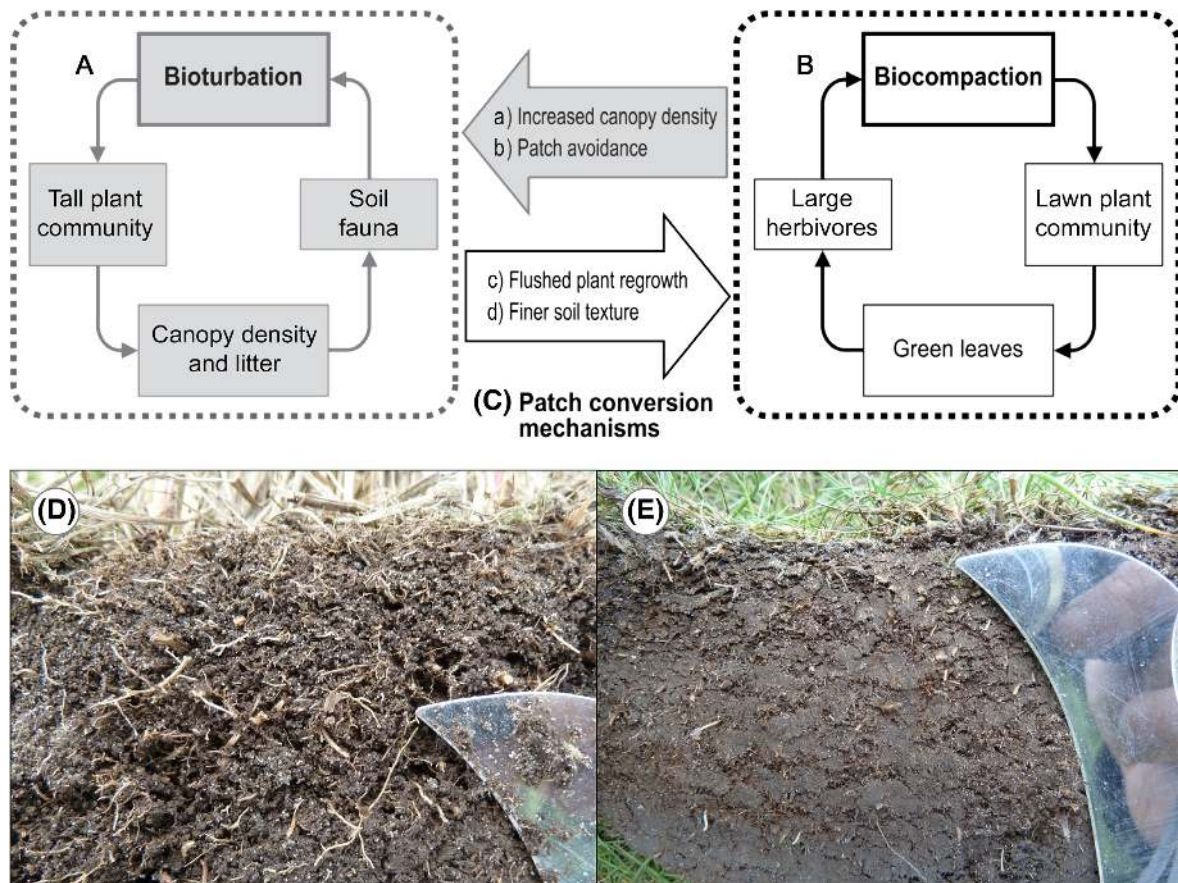 A
Bioturbation
Tall plant
community
Soil
fauna
Canopy density
and litter
a) Increased canopy density
b) Patch avoidance
c) Flushed plant regrowth
d) Finer soil texture
(C) Patch conversion
mechanisms
B
Biocompaction
Large
herbivores
Lawn plant
community
Green leaves
(D)
(E)